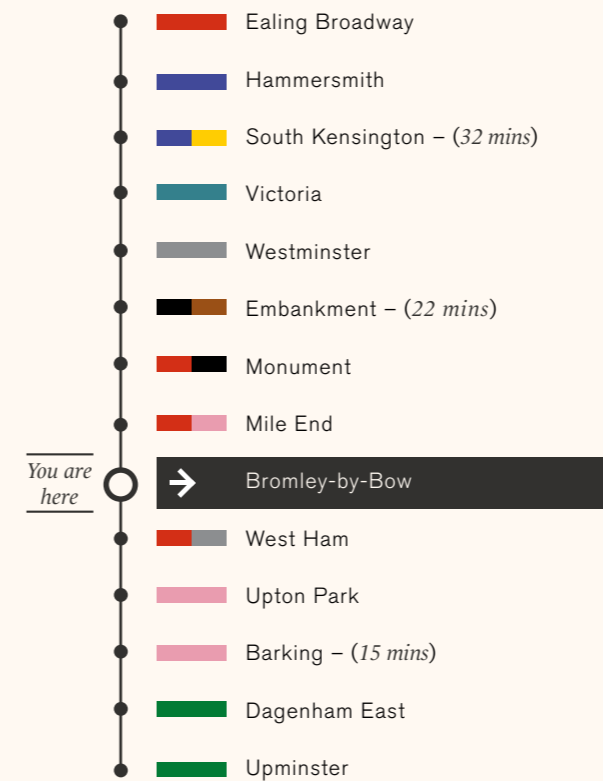 Ealing Broadway
Hammersmith
South Kensington – (32 mins)
Victoria
Westminster
Embankment – (22 mins)
Monument
Mile End
You are
here
Bromley-by-Bow
West Ham
Upton Park
Barking – (15 mins)
Dagenham East
Upminster